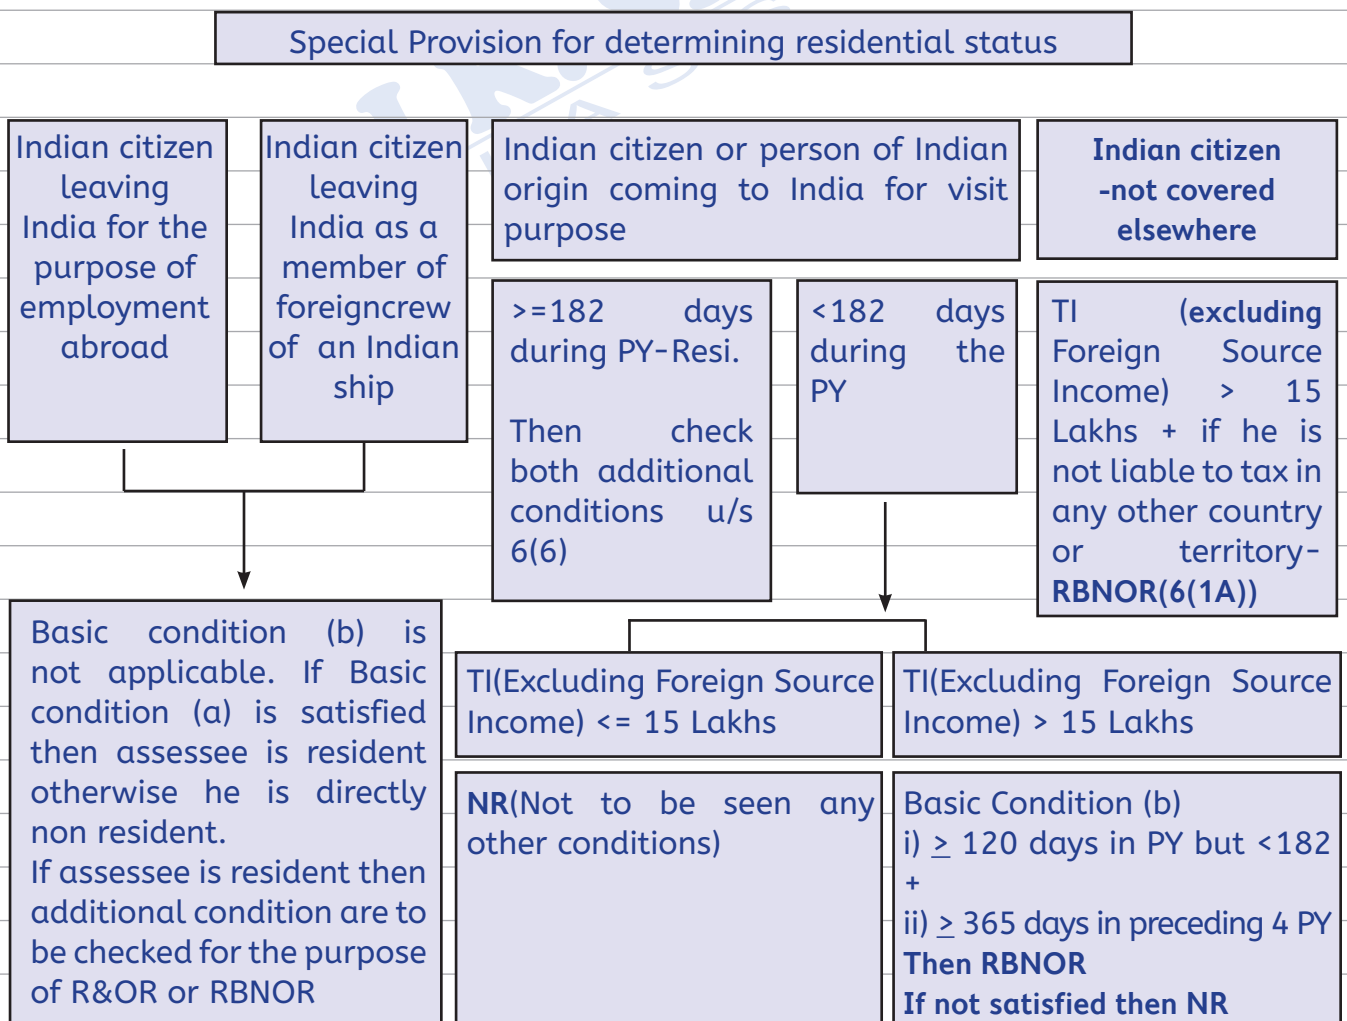 Special Provision for determining residential status
Indian citizen
leaving
India for the
purpose of
employment
abroad
Indian citizen
leaving
India as a
member of
foreigncrew
of an Indian
ship
Indian citizen or person of Indian
origin coming to India for visit
purpose
Indian citizen
-not covered
elsewhere
>=182 days
during PY-Resi.
Then check
both additional
conditions u/s
6(6)
<182 days
during the
PY
TI (excluding
Foreign Source
Income) > 15
Lakhs + if he is
not liable to tax in
any other country
or territory-
RBNOR(6(1A))
Basic condition (b) is
not applicable. If Basic
condition (a) is satisfied
then assessee is resident
otherwise he is directly
non resident.
If assessee is resident then
additional condition are to
be checked for the purpose
of R&OR or RBNOR
TI(Excluding Foreign Source
Income) <= 15 Lakhs
TI(Excluding Foreign Source
Income) > 15 Lakhs
NR(Not to be seen any
other conditions)
Basic Condition (b)
i) ≥ 120 days in PY but <182
+
ii) ≥ 365 days in preceding 4 PY
Then RBNOR
If not satisfied then NR